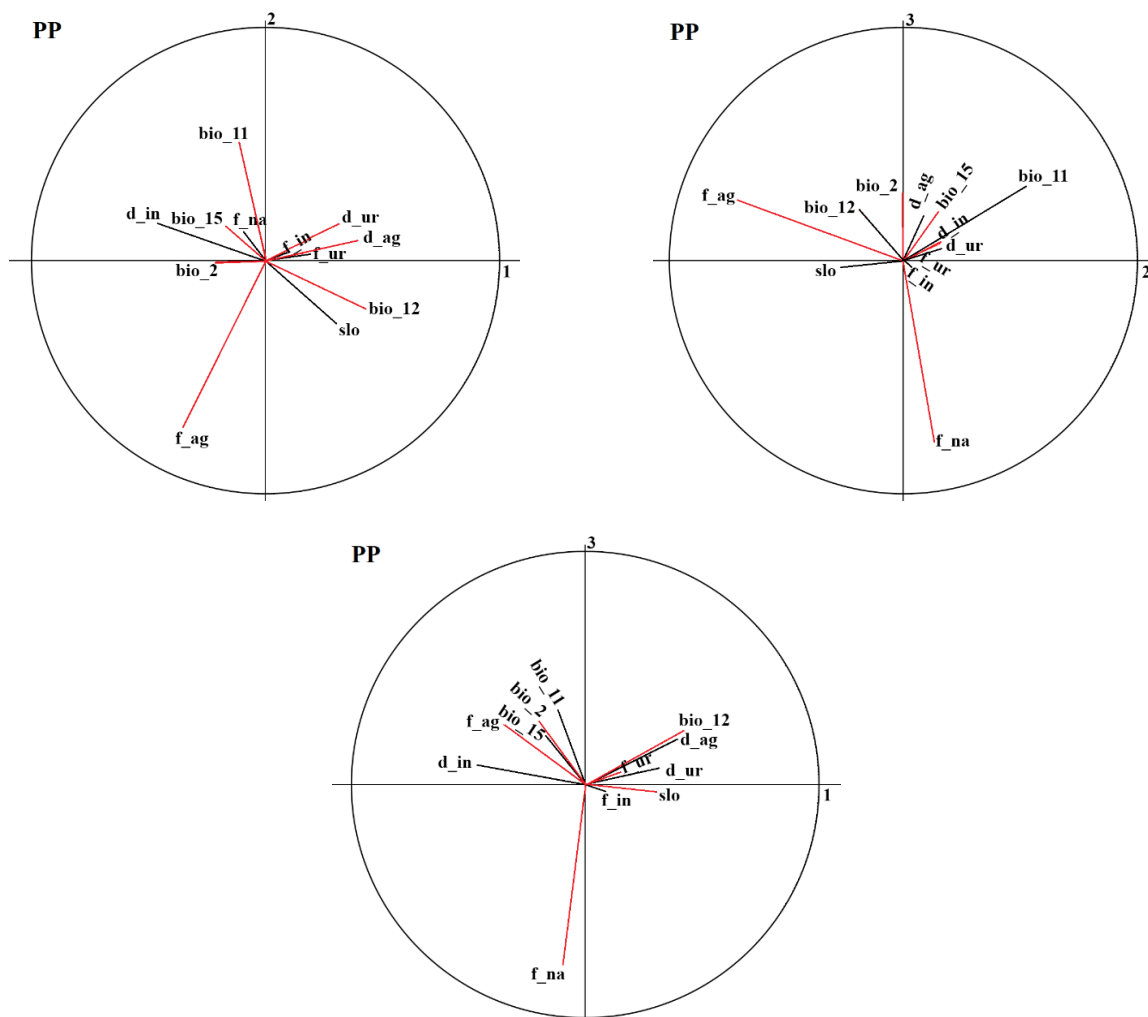 PP
2
bio_11
d_in
bio_15
f_na
d_ur
f_in
d_ag
f_ur
bio_2
1
bio_12
slo
f_ag
PP
3
bio_2
d_ag
bio_15
bio_11
f_ag
bio_12
d_in
d_ur
slo
f_ur
f_in
2
f_na
PP
3
bio_11
bio_2
f_ag
bio_15
bio_12
d_ag
d_in
f_ur
d_ur
f_in
slo
1
f_na